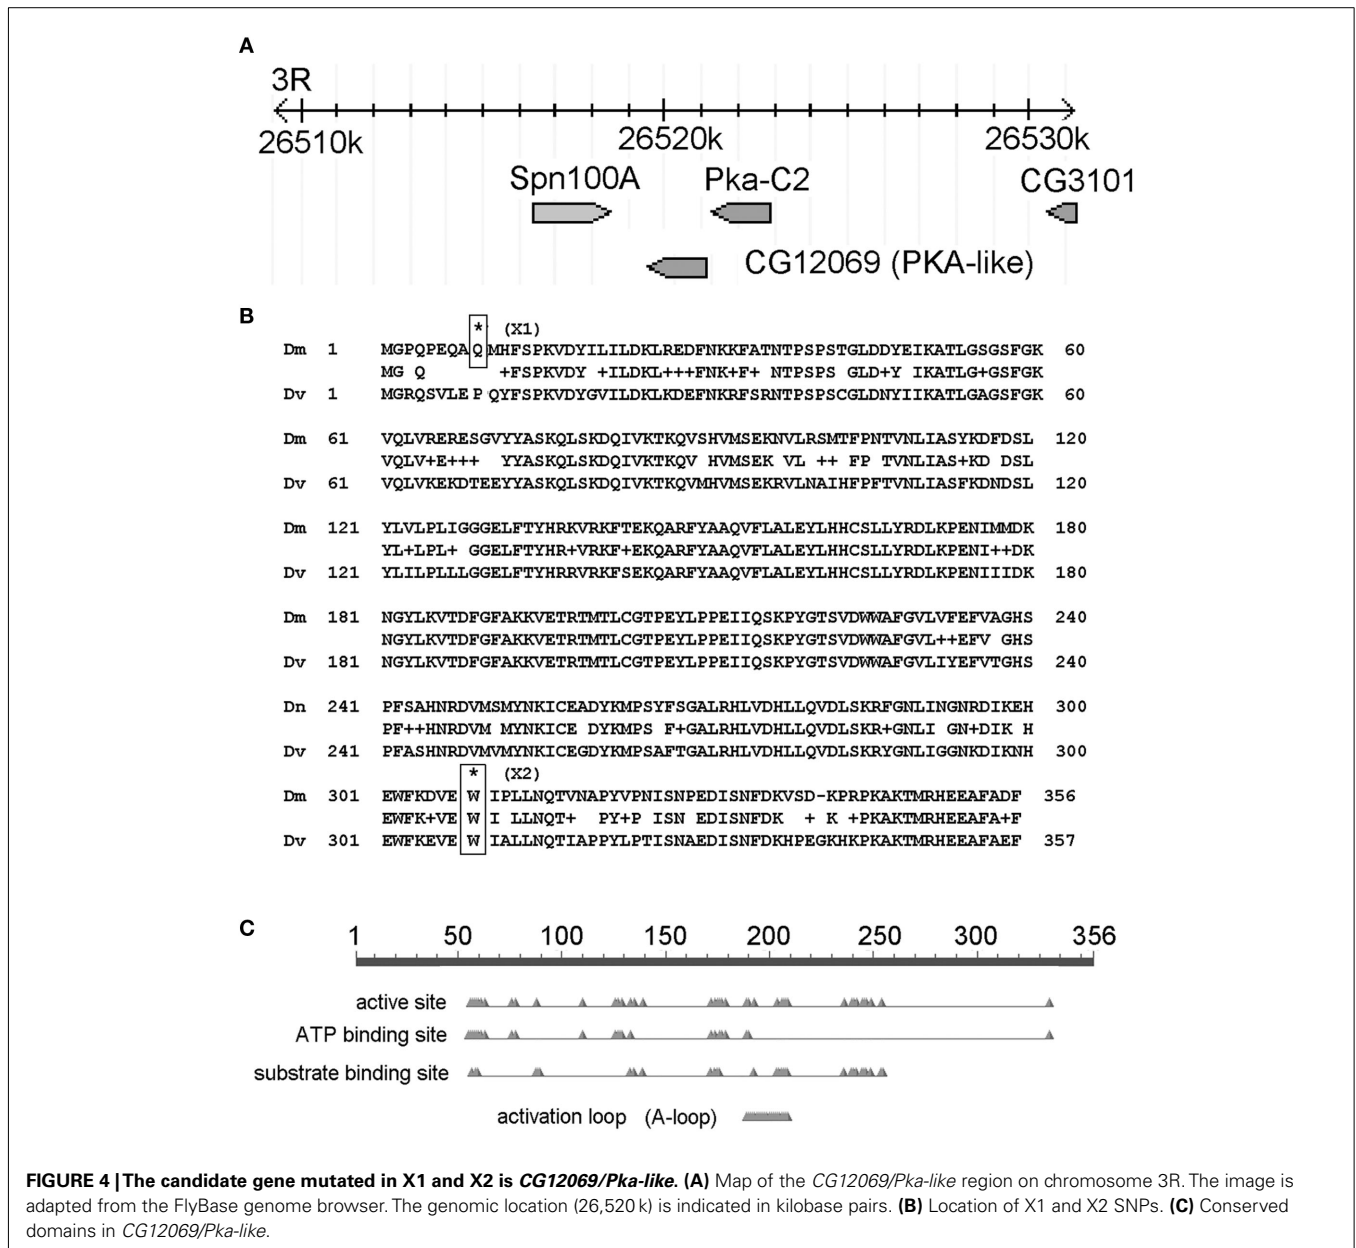 A
3R
26510k 26520k 26530k
Spn100A Pka-C2 CG3101
CG12069 (PKA-like)
B
* (X1)
Dm 1 MGPQPEQAQMHFSPKVDYILILDKLREDFNKKFATNTPSPSTGLDDYEIKATLGSGSFGK 60
MG Q +FSPKVDY +ILDKL+++FNK+F+ NTPSPS GLD+Y IKATLG+GSFGK
Dv 1 MGRQSVLEPQYFSPKVDYGVILDKLKDEFNKRFSRNTPSPSCGLDNYIIKATLGAGSFGK 60
Dm 61 VQLVRERESGVYYASKQLSKDQIVKTKQVSHVMSEKNVLRSMTFPNTVNLIASYKDFDSL 120
VQLV+E+++ YYASKQLSKDQIVKTKQV HVMSEK VL ++ FP TVNLIAS+KD DSL
Dv 61 VQLVKEKDTEEYYASKQLSKDQIVKTKQVMHVMSEKRVLNAIHFPFTVNLIASFKDNDSL 120
Dm 121 YLVLPLIGGGELFTYHRKVRKFTEKQARFYAAQVFLALEYLHHCSLLYRDLKPENIMMDK 180
YL+LPL+ GGELFTYHR+VRKF+EKQARFYAAQVFLALEYLHHCSLLYRDLKPENI++DK
Dv 121 YLILPLLLGGELFTYHRRVRKFSEKQARFYAAQVFLALEYLHHCSLLYRDLKPENIIIDK 180
Dm 181 NGYLKVTDFGFAKKVETRTMTLCGTPEYLPPEIIQSKPYGTSVDWWAFGVLVFEFVAGHS 240
NGYLKVTDFGFAKKVETRTMTLCGTPEYLPPEIIQSKPYGTSVDWWAFGVL++EFV GHS
Dv 181 NGYLKVTDFGFAKKVETRTMTLCGTPEYLPPEIIQSKPYGTSVDWWAFGVLIYEFVTGHS 240
Dn 241 PFSAHNRDVMSMYNKICEADYKMPSYFSGALRHLVDHLLQVDLSKRFGNLINGNRDIKEH 300
PF++HNRDVM MYNKICE DYKMPS F+GALRHLVDHLLQVDLSKR+GNLI GN+DIK H
Dv 241 PFASHNRDVMVMYNKICEGDYKMPSAFTGALRHLVDHLLQVDLSKRYGNLIGGNKDIKNH 300
* (X2)
Dm 301 EWFKDVE W IPLLNQTVNAPYVPNISNPEDISNFDKVSD-KPRPKAKTMRHEEAFADF 356
EWFK+VE W I LLNQT+ PY+P ISN EDISNFDK + K +PKAKTMRHEEAFA+F
Dv 301 EWFKEVE W IALLNQTIAPPYLPTISNAEDISNFDKHPEGKHKPKAKTMRHEEAFAEF 357
C
1 50 100 150 200 250 300 356
active site
ATP binding site
substrate binding site
activation loop (A-loop)
FIGURE 4 | The candidate gene mutated in X1 and X2 is CG12069/Pka-like. (A) Map of the CG12069/Pka-like region on chromosome 3R. The image is
adapted from the FlyBase genome browser. The genomic location (26,520 k) is indicated in kilobase pairs. (B) Location of X1 and X2 SNPs. (C) Conserved
domains in CG12069/Pka-like.